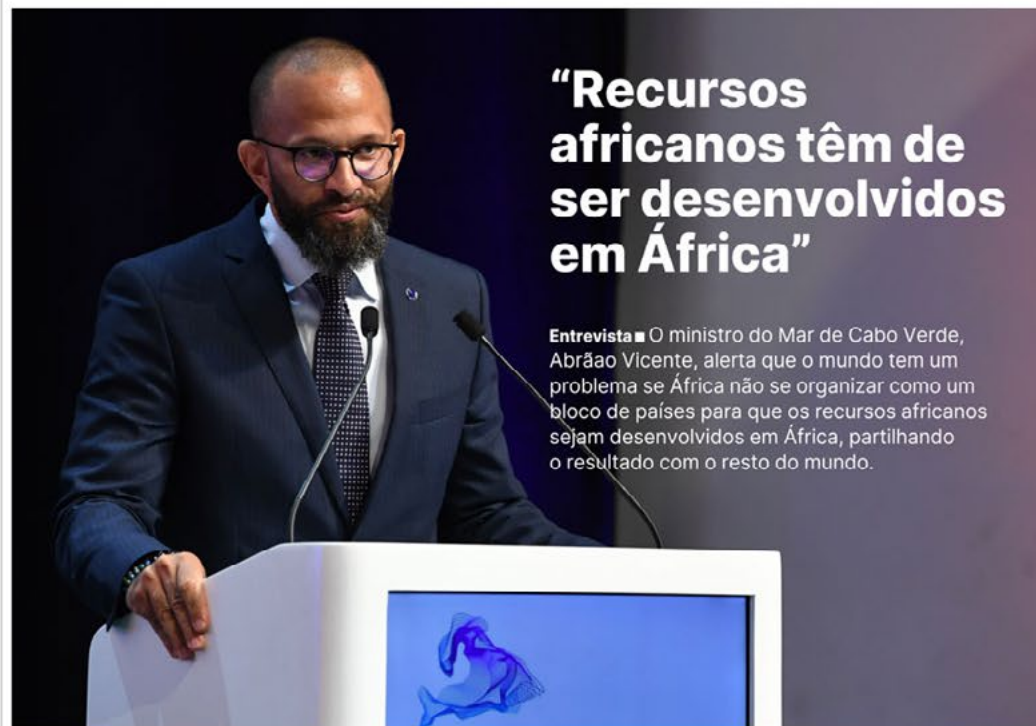 “Recursos
africanos têm de
ser desenvolvidos
em África”
Entrevista ■ O ministro do Mar de Cabo Verde,
Abrãao Vicente, alerta que o mundo tem um
problema se África não se organizar como um
bloco de países para que os recursos africanos
sejam desenvolvidos em África, partilhando
o resultado com o resto do mundo.